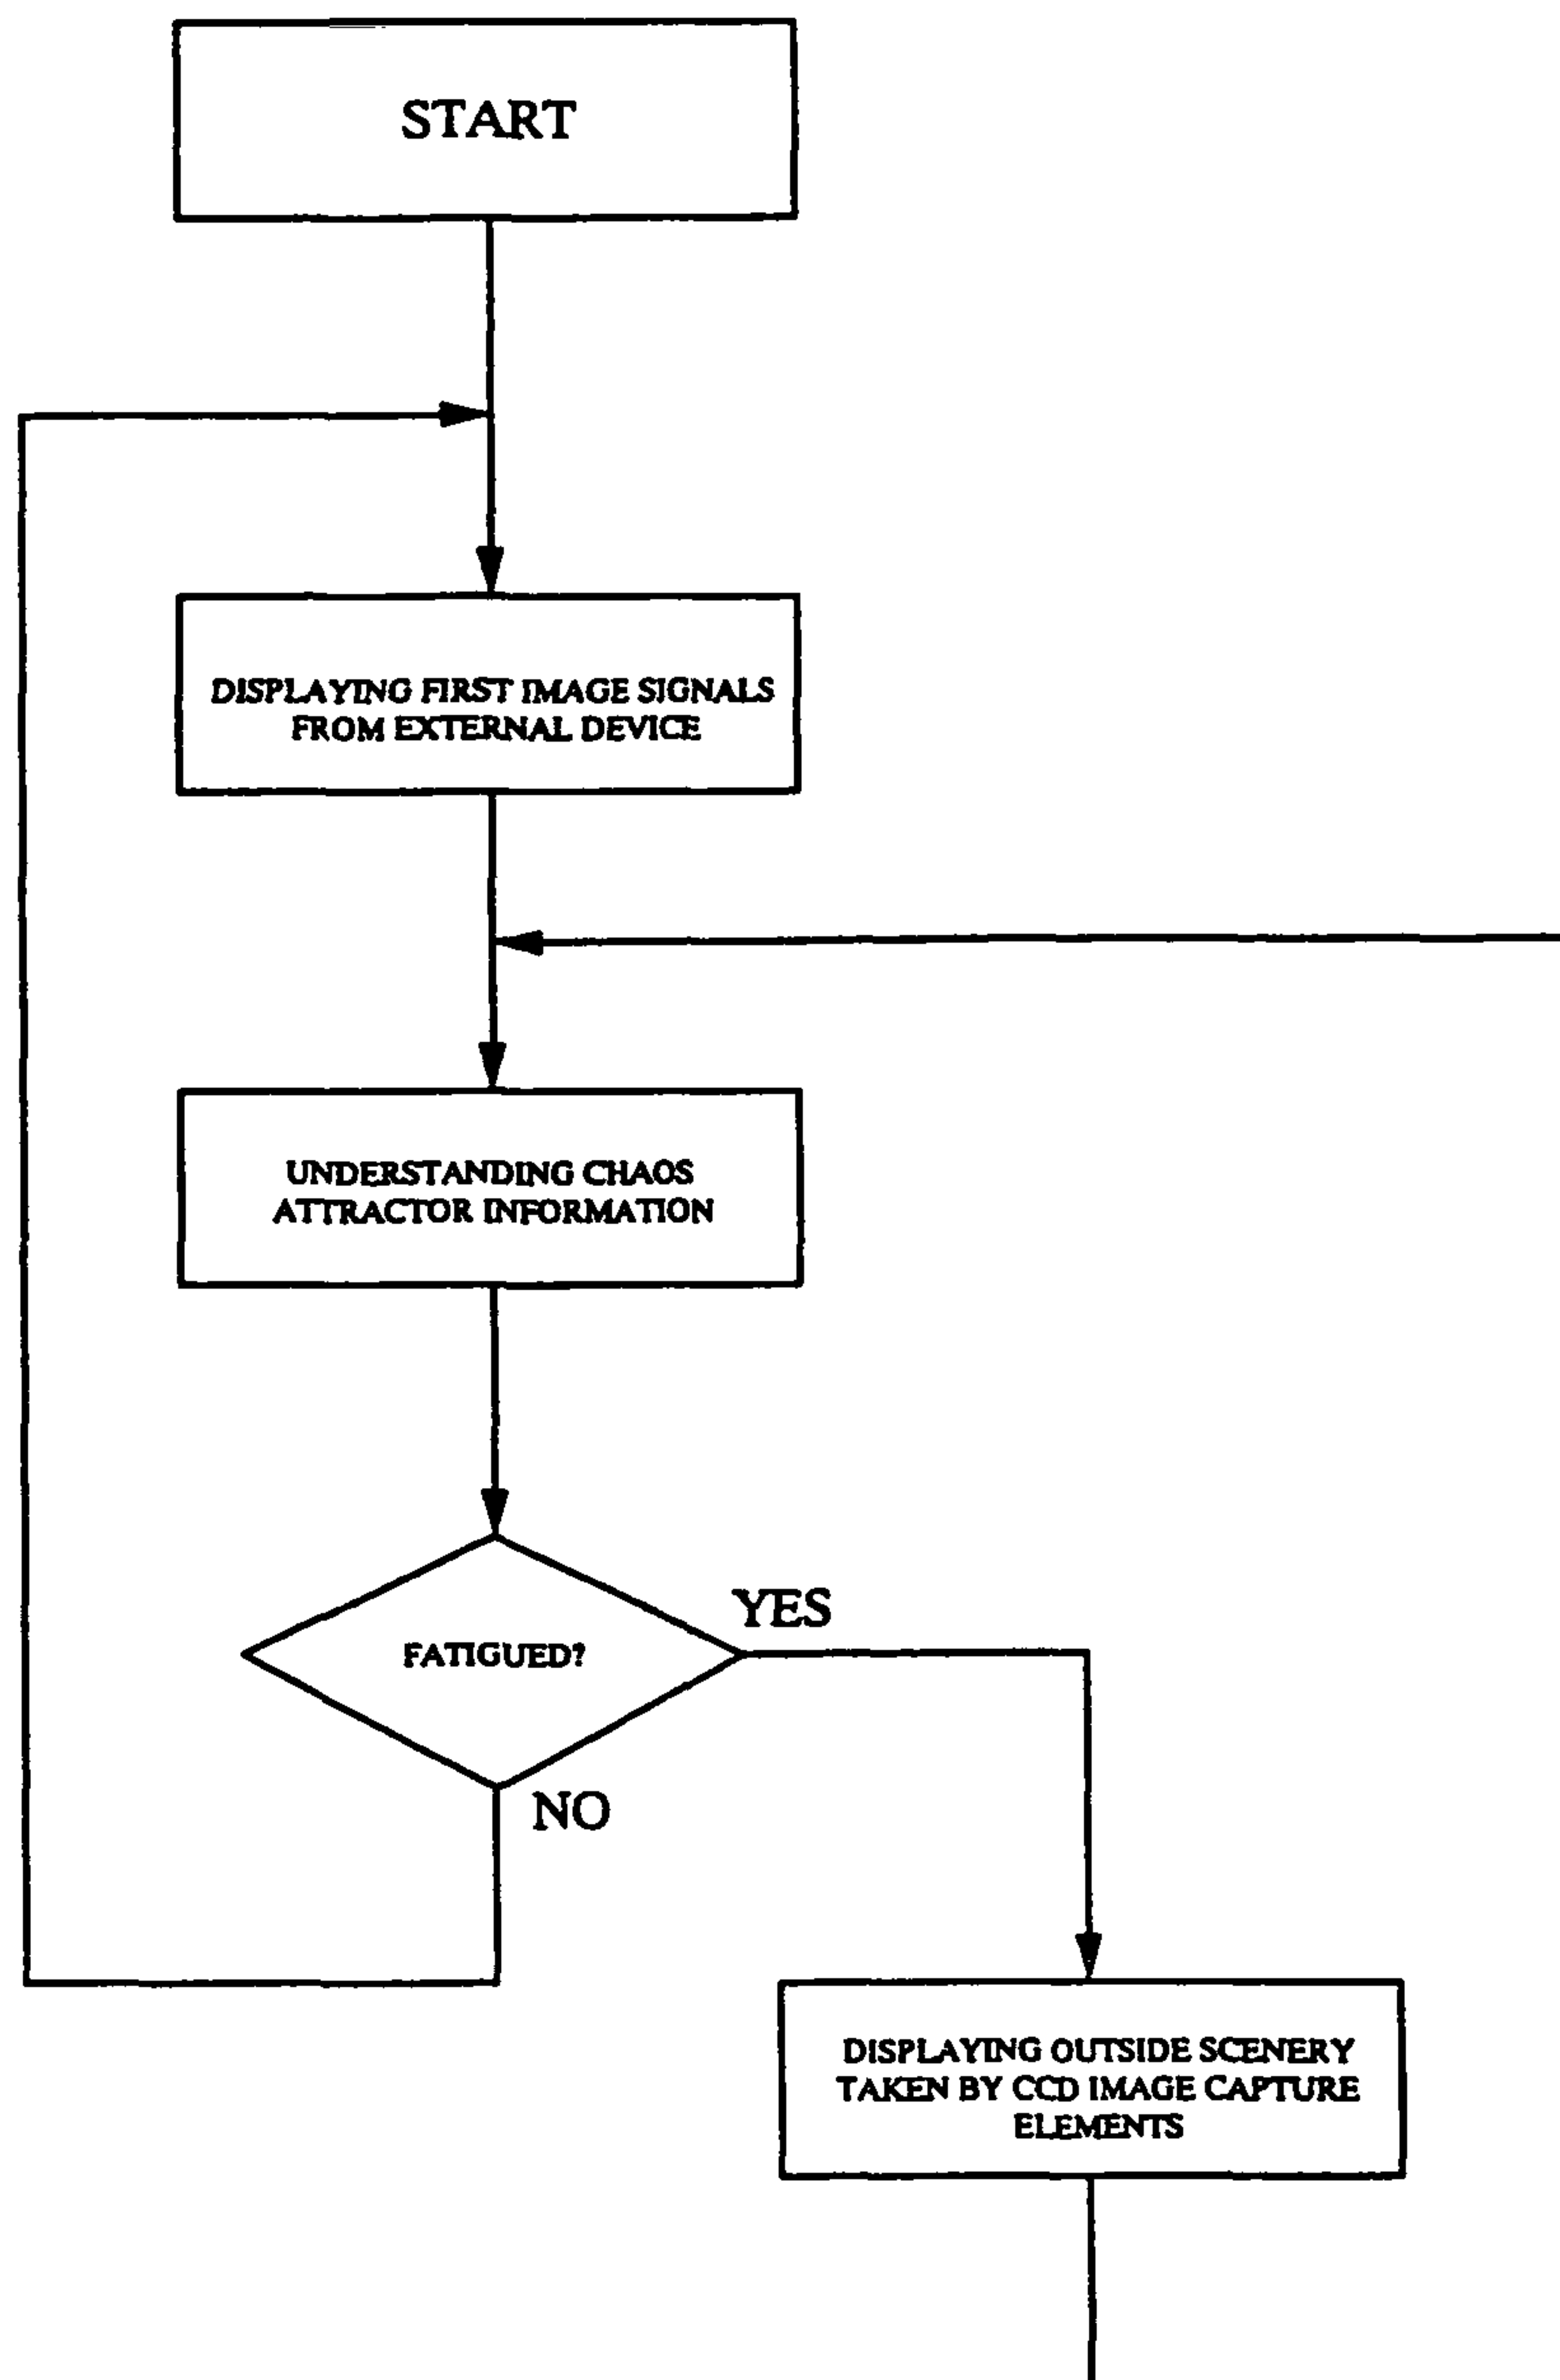 START
DISPLAYING FIRST IMAGE SIGNALS
FROM EXTERNAL DEVICE
UNDERSTANDING CHAOS
ATTRACTOR INFORMATION
FATIGUED?
YES
NO
DISPLAYING OUTSIDE SCENERY
TAKEN BY CCD IMAGE CAPTURE
ELEMENTS